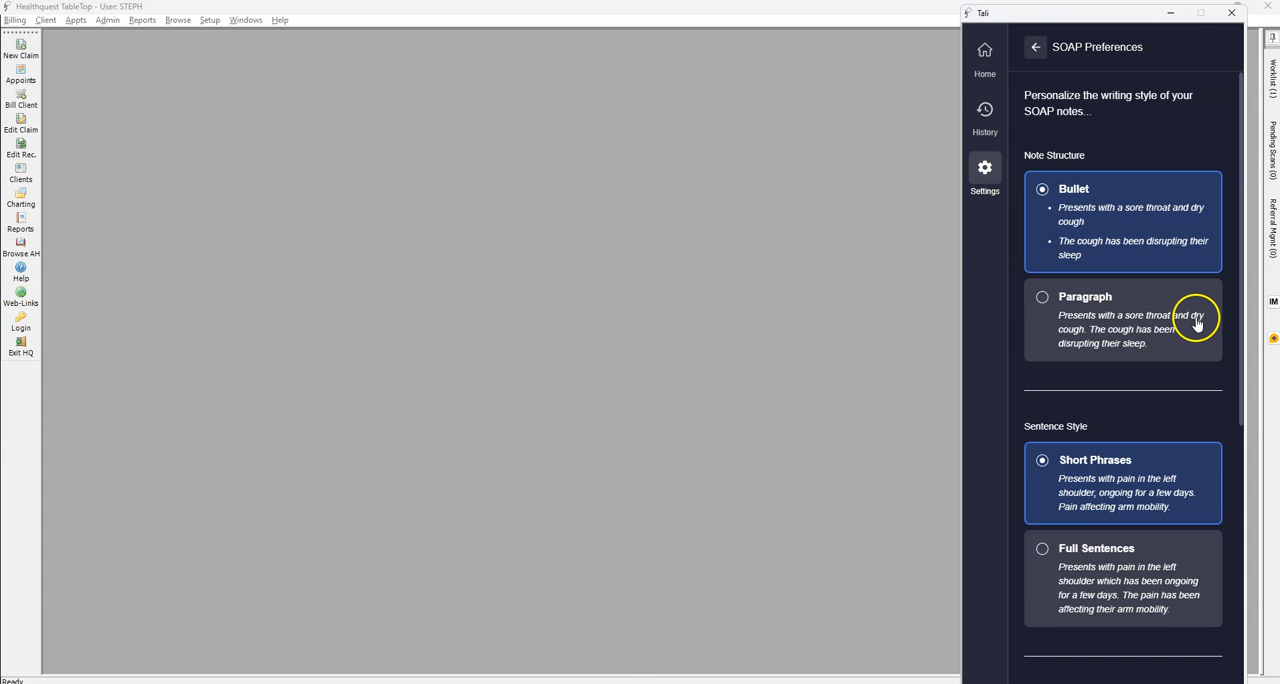 Healthquest TableTop - User: STEPH
Billing Client Appts Admin Reports Browse Setup Windows Help
New Claim
Appoints
Bill Client
Edit Claim
Edit Rec.
Clients
Charting
Reports
Browse AH
Help
Web-Links
Login
Exit HQ
Ready
Tali
Home
History
Settings
SOAP Preferences
Personalize the writing style of your
SOAP notes...
Note Structure
Bullet
• Presents with a sore throat and dry
cough
• The cough has been disrupting their
sleep
Paragraph
Presents with a sore throat and dry
cough. The cough has been
disrupting their sleep.
Sentence Style
Short Phrases
Presents with pain in the left
shoulder, ongoing for a few days.
Pain affecting arm mobility.
Full Sentences
Presents with pain in the left
shoulder which has been ongoing
for a few days. The pain has been
affecting their arm mobility.
Worklist (1)
Pending Scans (0)
Referral Mgmt (0)
IM